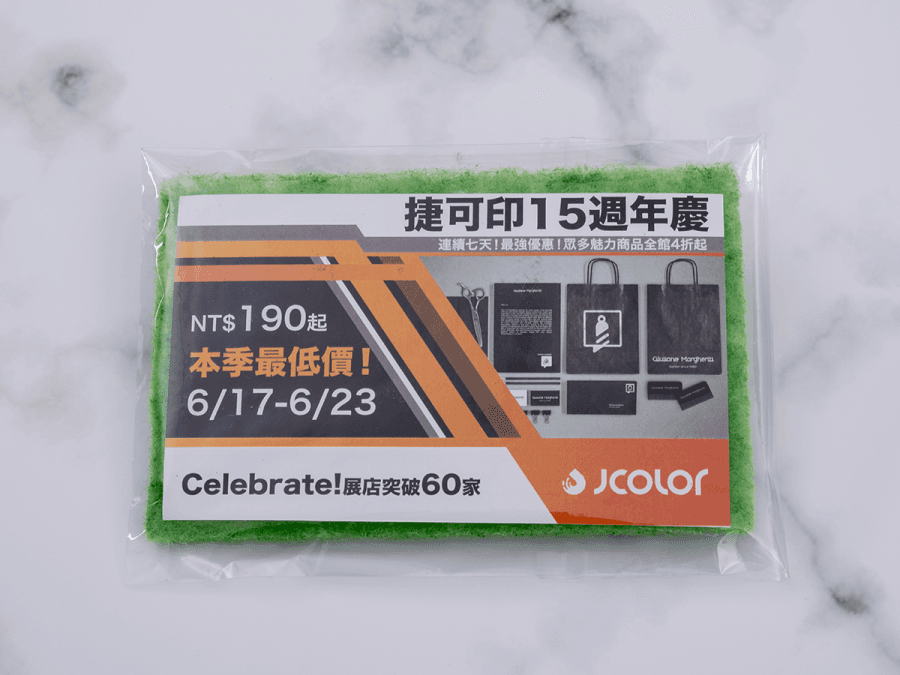 捷可印15週年慶
連續七天！最強優惠！眾多魅力商品全館4折起
NT$190起
本季最低價！
6/17-6/23
Giusone Margherza
Celebrate!展店突破60家
JCOLOR